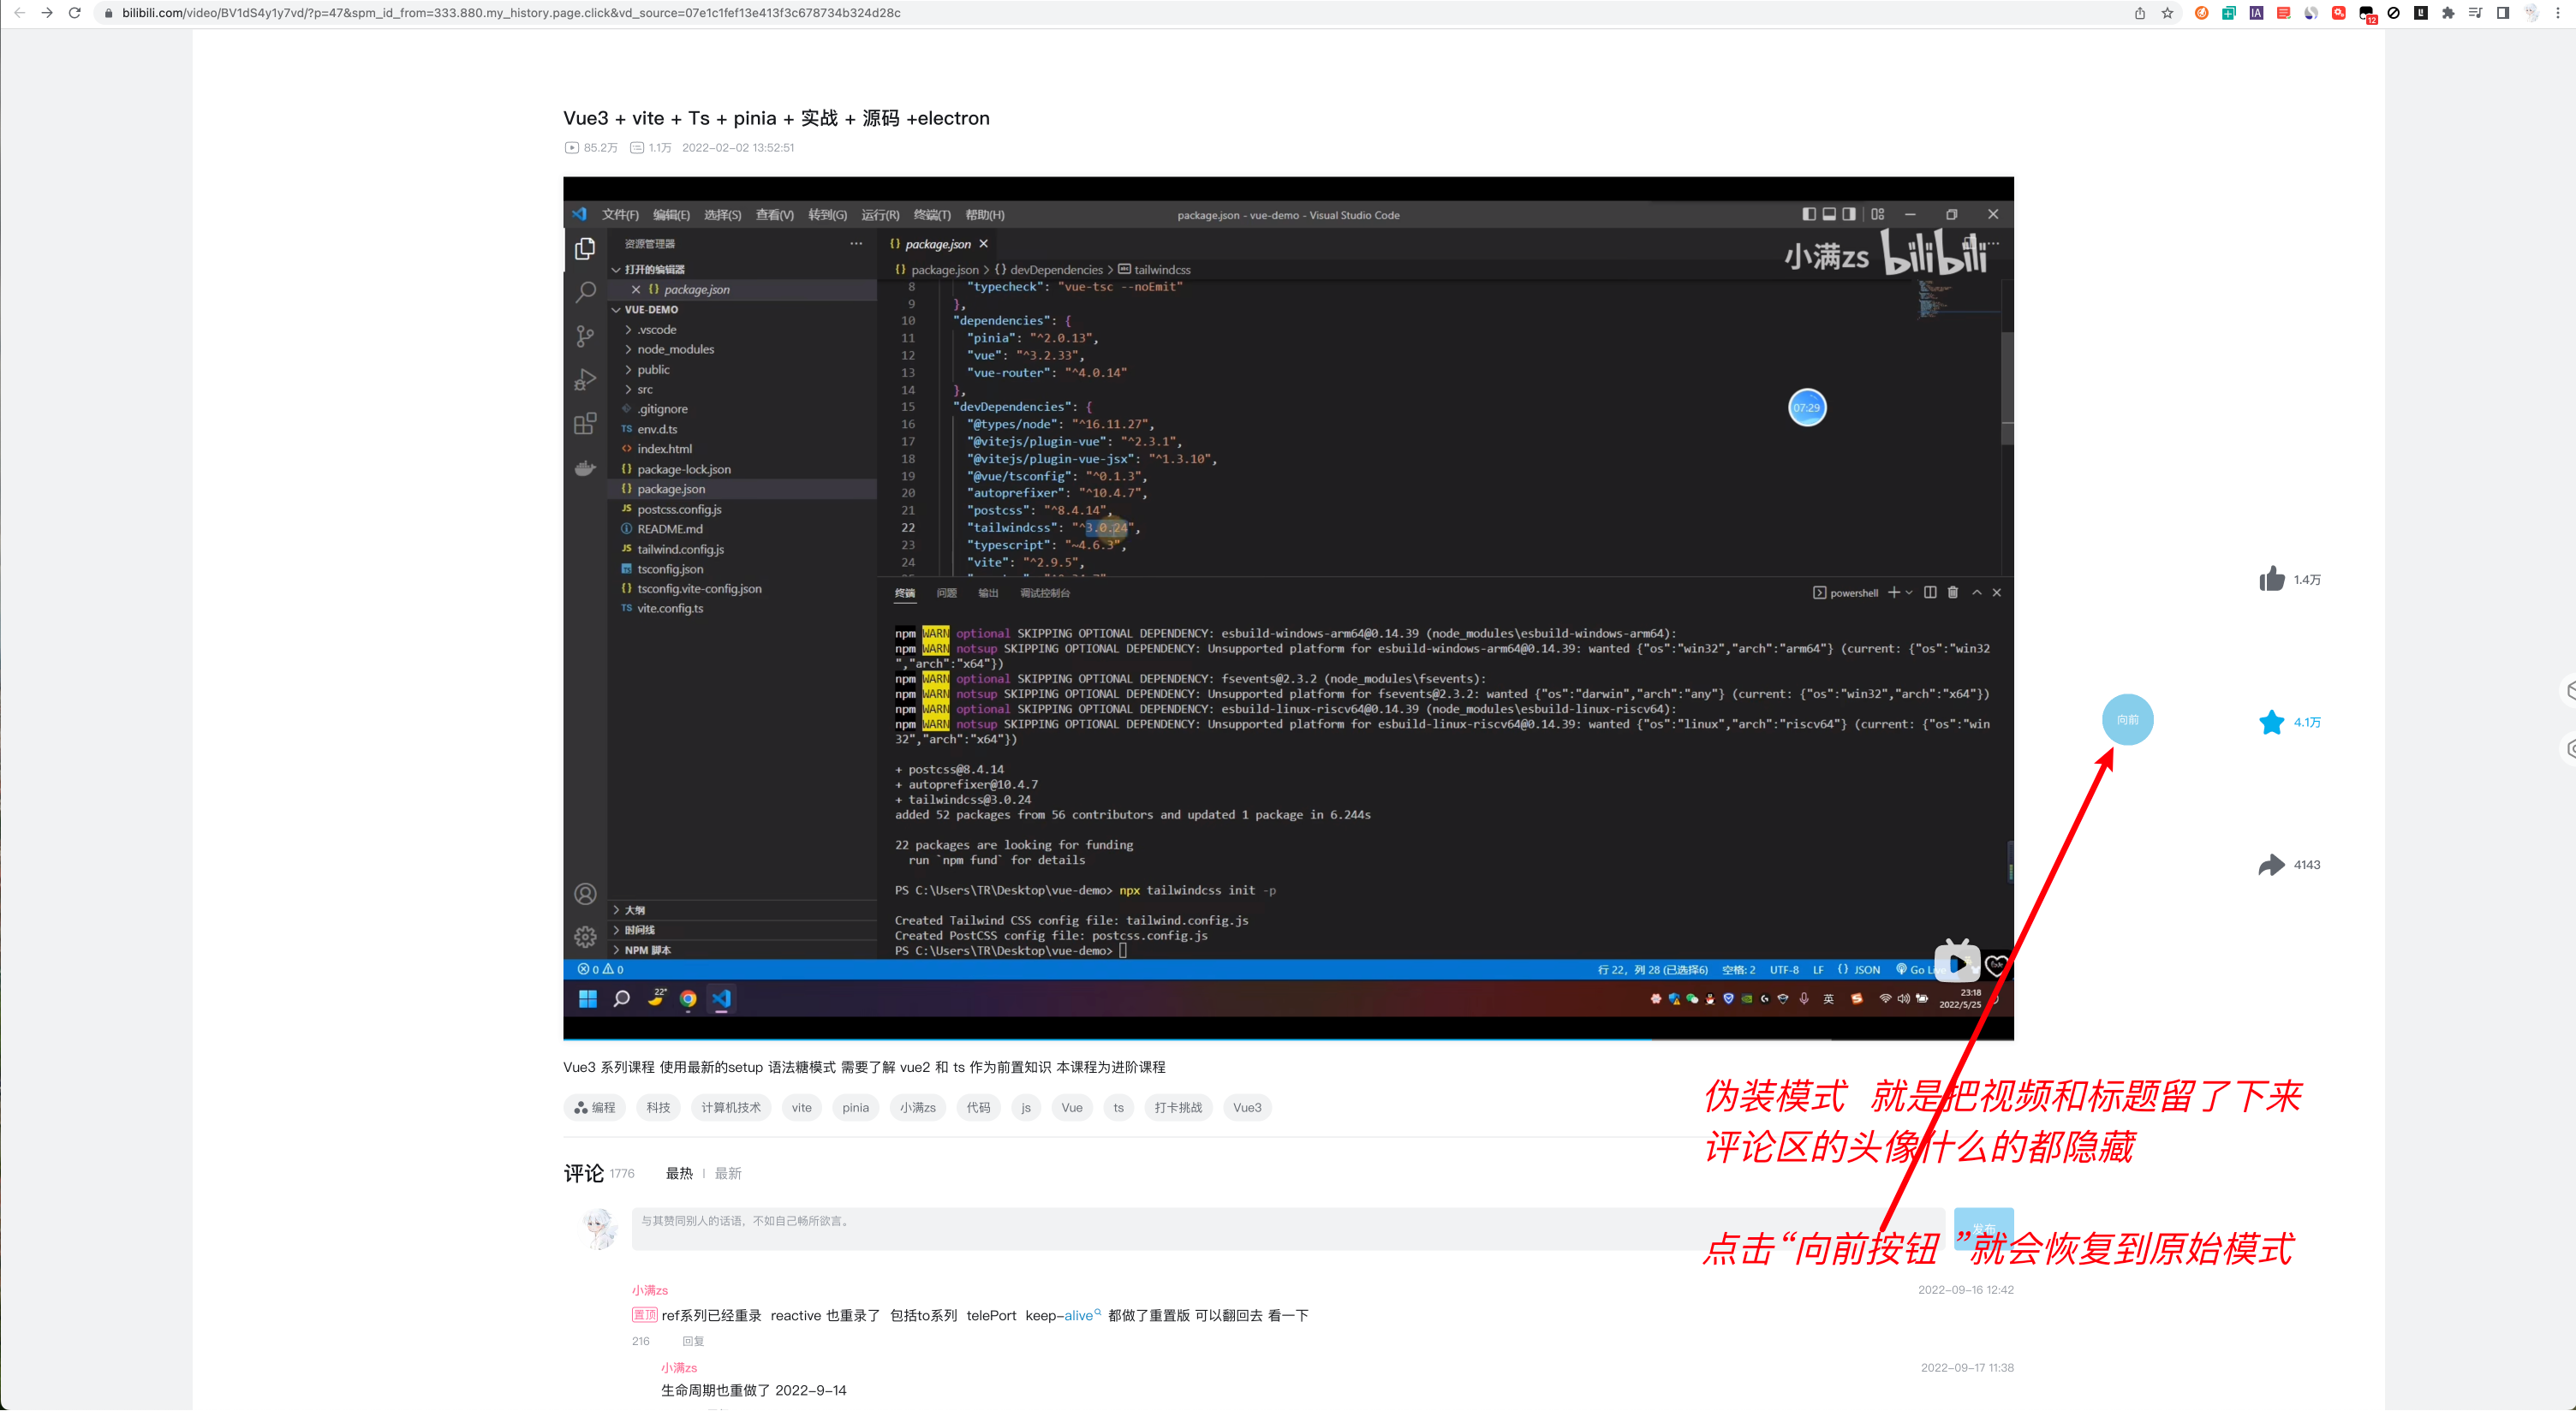 bilibili.com/video/BV1dS4y1y7vd/?p=47&spm_id_from=333.880.my_history.page.click&vd_source=07e1c1fef13e413f3c678734b324d28c
12
Vue3 + vite + Ts + pinia + 实战 + 源码 +electron
85.2万 1.1万 2022-02-02 13:52:51
文件(F) 编辑(E) 选择(S) 查看(V) 转到(G) 运行(R) 终端(T) 帮助(H)
package.json - vue-demo - Visual Studio Code
资源管理器
打开的编辑器
package.json
VUE-DEMO
.vscode
node_modules
public
src
.gitignore
TS env.d.ts
index.html
{} package-lock.json
{} package.json
JS postcss.config.js
README.md
JS tailwind.config.js
tsconfig.json
{} tsconfig.vite-config.json
TS vite.config.ts
大纲
时间线
NPM 脚本
{} package.json
小满zs bilibili
{} package.json > {} devDependencies > tailwindcss
8 "typecheck": "vue-tsc --noEmit"
9 },
10 "dependencies": {
11 "pinia": "^2.0.13",
12 "vue": "^3.2.33",
13 "vue-router": "^4.0.14"
14 },
15 "devDependencies": {
16 "@types/node": "^16.11.27",
17 "@vitejs/plugin-vue": "^2.3.1",
18 "@vitejs/plugin-vue-jsx": "^1.3.10",
19 "@vue/tsconfig": "^0.1.3",
20 "autoprefixer": "^10.4.7",
21 "postcss": "^8.4.14",
22 "tailwindcss": "^3.0.24",
23 "typescript": "~4.6.3",
24 "vite": "^2.9.5",
07:29
终端 问题 输出 调试控制台
powershell
npm WARN optional SKIPPING OPTIONAL DEPENDENCY: esbuild-windows-arm64@0.14.39 (node_modules\esbuild-windows-arm64):
npm WARN notsup SKIPPING OPTIONAL DEPENDENCY: Unsupported platform for esbuild-windows-arm64@0.14.39: wanted {"os":"win32","arch":"arm64"} (current: {"os":"win32
","arch":"x64"})
npm WARN optional SKIPPING OPTIONAL DEPENDENCY: fsevents@2.3.2 (node_modules\fsevents):
npm WARN notsup SKIPPING OPTIONAL DEPENDENCY: Unsupported platform for fsevents@2.3.2: wanted {"os":"darwin","arch":"any"} (current: {"os":"win32","arch":"x64"})
npm WARN optional SKIPPING OPTIONAL DEPENDENCY: esbuild-linux-riscv64@0.14.39 (node_modules\esbuild-linux-riscv64):
npm WARN notsup SKIPPING OPTIONAL DEPENDENCY: Unsupported platform for esbuild-linux-riscv64@0.14.39: wanted {"os":"linux","arch":"riscv64"} (current: {"os":"win
32","arch":"x64"})
+ postcss@8.4.14
+ autoprefixer@10.4.7
+ tailwindcss@3.0.24
added 52 packages from 56 contributors and updated 1 package in 6.244s
22 packages are looking for funding
run `npm fund` for details
PS C:\Users\TR\Desktop\vue-demo> npx tailwindcss init -p
Created Tailwind CSS config file: tailwind.config.js
Created PostCSS config file: postcss.config.js
PS C:\Users\TR\Desktop\vue-demo>
0 0
行 22，列 28 (已选择6) 空格: 2 UTF-8 LF {} JSON Go
22°
英
23:18
2022/5/25
1.4万
向前
4.1万
4143
Vue3 系列课程 使用最新的setup 语法糖模式 需要了解 vue2 和 ts 作为前置知识 本课程为进阶课程
编程 科技 计算机技术 vite pinia 小满zs 代码 js Vue ts 打卡挑战 Vue3
伪装模式 就是把视频和标题留了下来
评论区的头像什么的都隐藏
评论 1776 最热 | 最新
与其赞同别人的话语，不如自己畅所欲言。
发布
点击“向前按钮 ”就会恢复到原始模式
小满zs 2022-09-16 12:42
置顶 ref系列已经重录 reactive 也重录了 包括to系列 telePort keep-alive 都做了重置版 可以翻回去 看一下
216 回复
小满zs 2022-09-17 11:38
生命周期也重做了 2022-9-14